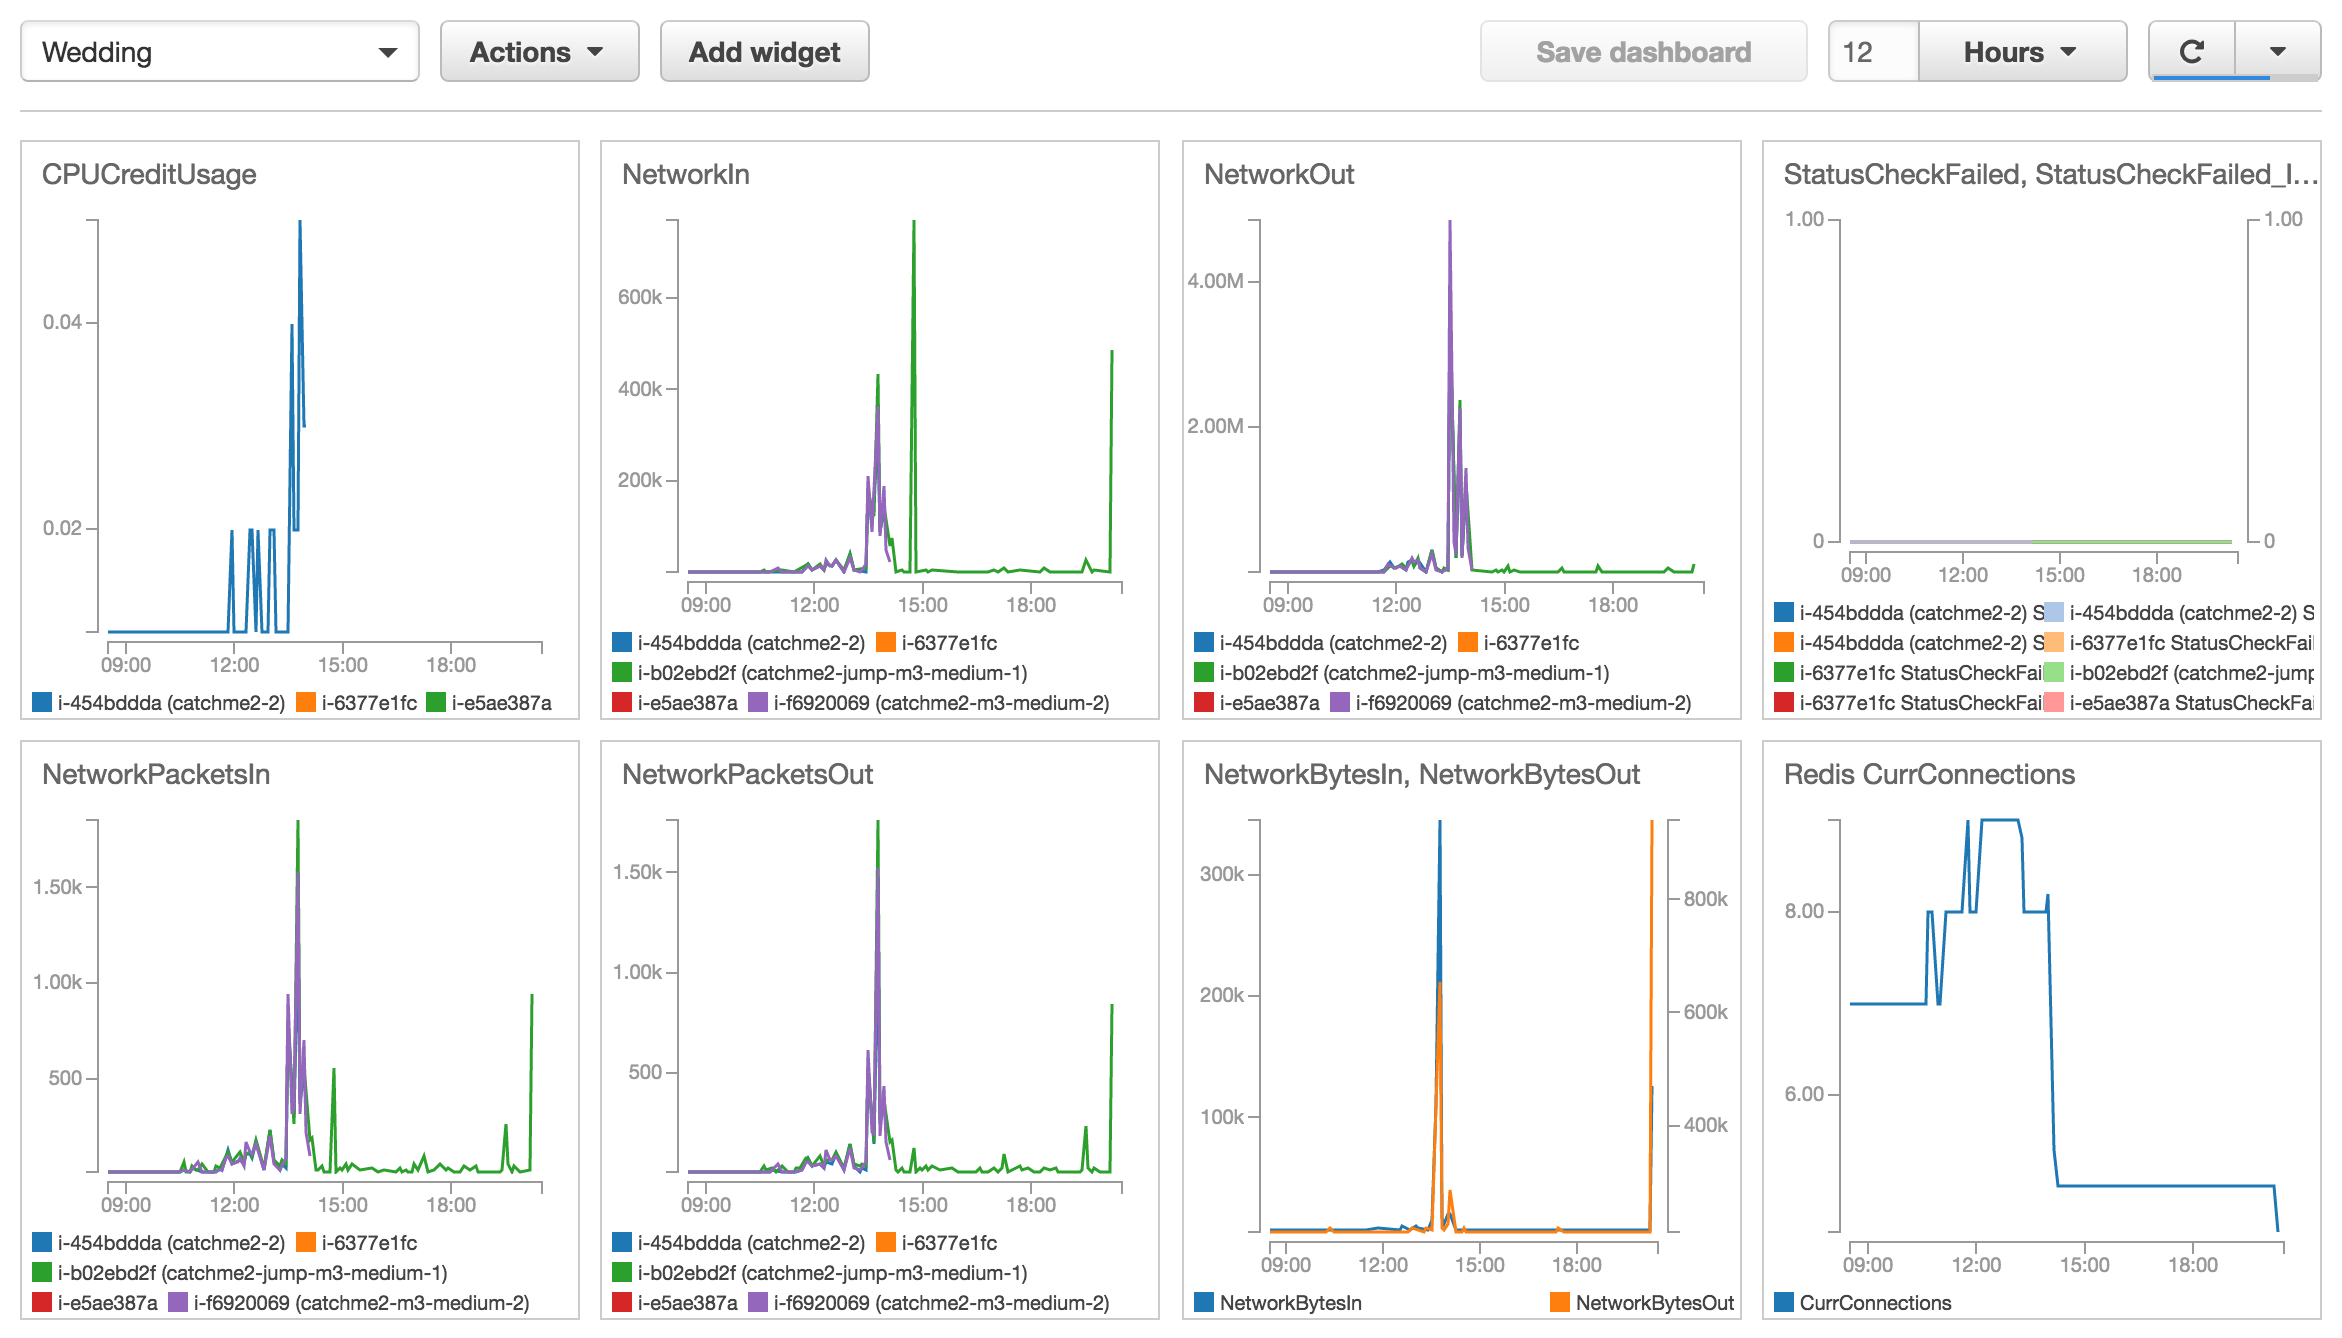 Wedding
Actions
Add widget
Save dashboard
12
Hours
CPUCreditUsage
0.04
0.02
09:00 12:00 15:00 18:00
i-454bddda (catchme2-2) i-6377e1fc i-e5ae387a
NetworkIn
600k
400k
200k
09:00 12:00 15:00 18:00
i-454bddda (catchme2-2) i-6377e1fc
i-b02ebd2f (catchme2-jump-m3-medium-1)
i-e5ae387a i-f6920069 (catchme2-m3-medium-2)
NetworkOut
4.00M
2.00M
09:00 12:00 15:00 18:00
i-454bddda (catchme2-2) i-6377e1fc
i-b02ebd2f (catchme2-jump-m3-medium-1)
i-e5ae387a i-f6920069 (catchme2-m3-medium-2)
StatusCheckFailed, StatusCheckFailed_I...
1.00 1.00
0 0
09:00 12:00 15:00 18:00
i-454bddda (catchme2-2) S i-454bddda (catchme2-2) S
i-454bddda (catchme2-2) S i-6377e1fc StatusCheckFail
i-6377e1fc StatusCheckFail i-b02ebd2f (catchme2-jump
i-6377e1fc StatusCheckFail i-e5ae387a StatusCheckFai
NetworkPacketsIn
1.50k
1.00k
500
09:00 12:00 15:00 18:00
i-454bddda (catchme2-2) i-6377e1fc
i-b02ebd2f (catchme2-jump-m3-medium-1)
i-e5ae387a i-f6920069 (catchme2-m3-medium-2)
NetworkPacketsOut
1.50k
1.00k
500
09:00 12:00 15:00 18:00
i-454bddda (catchme2-2) i-6377e1fc
i-b02ebd2f (catchme2-jump-m3-medium-1)
i-e5ae387a i-f6920069 (catchme2-m3-medium-2)
NetworkBytesIn, NetworkBytesOut
300k
800k
200k
600k
100k
400k
09:00 12:00 15:00 18:00
NetworkBytesIn NetworkBytesOut
Redis CurrConnections
8.00
6.00
09:00 12:00 15:00 18:00
CurrConnections